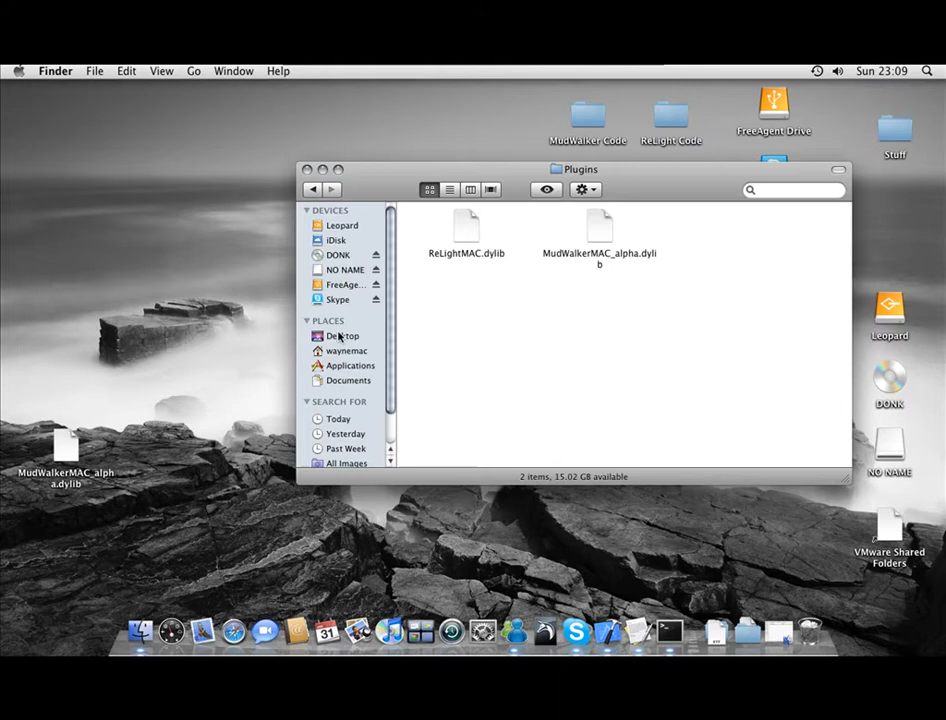 Finder File Edit View Go Window Help Sun 23:09
MudWalker Code
ReLight Code
FreeAgent Drive
Stuff
Plugins
DEVICES
Leopard
iDisk
DONK
NO NAME
FreeAge...
Skype
PLACES
Desktop
waynemac
Applications
Documents
SEARCH FOR
Today
Yesterday
Past Week
All Images
ReLightMAC.dylib
MudWalkerMAC_alpha.dyli
b
2 items, 15.02 GB available
MudWalkerMAC_alph
a.dylib
Leopard
DONK
NO NAME
VMware Shared
Folders
31